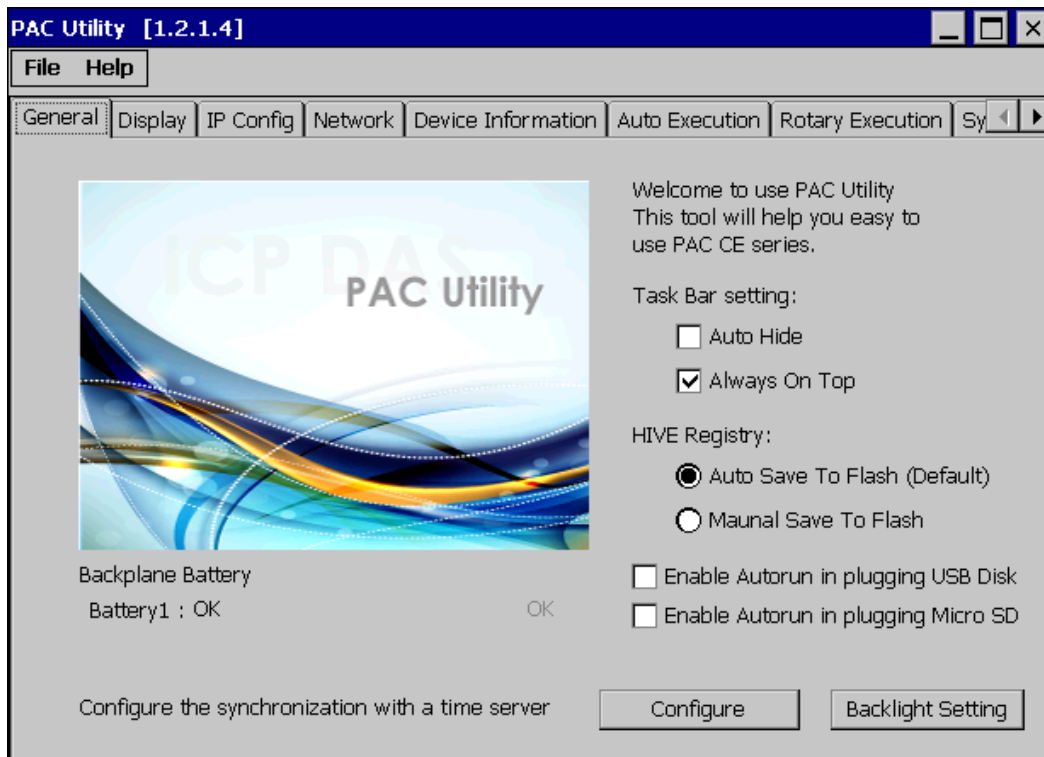 PAC Utility [1.2.1.4]
File Help
General Display IP Config Network Device Information Auto Execution Rotary Execution Sy
ICP DAS
PAC Utility
Welcome to use PAC Utility
This tool will help you easy to
use PAC CE series.
Task Bar setting:
Auto Hide
Always On Top
HIVE Registry:
Auto Save To Flash (Default)
Maunal Save To Flash
Backplane Battery
Battery1 : OK OK
Enable Autorun in plugging USB Disk
Enable Autorun in plugging Micro SD
Configure the synchronization with a time server
Configure
Backlight Setting